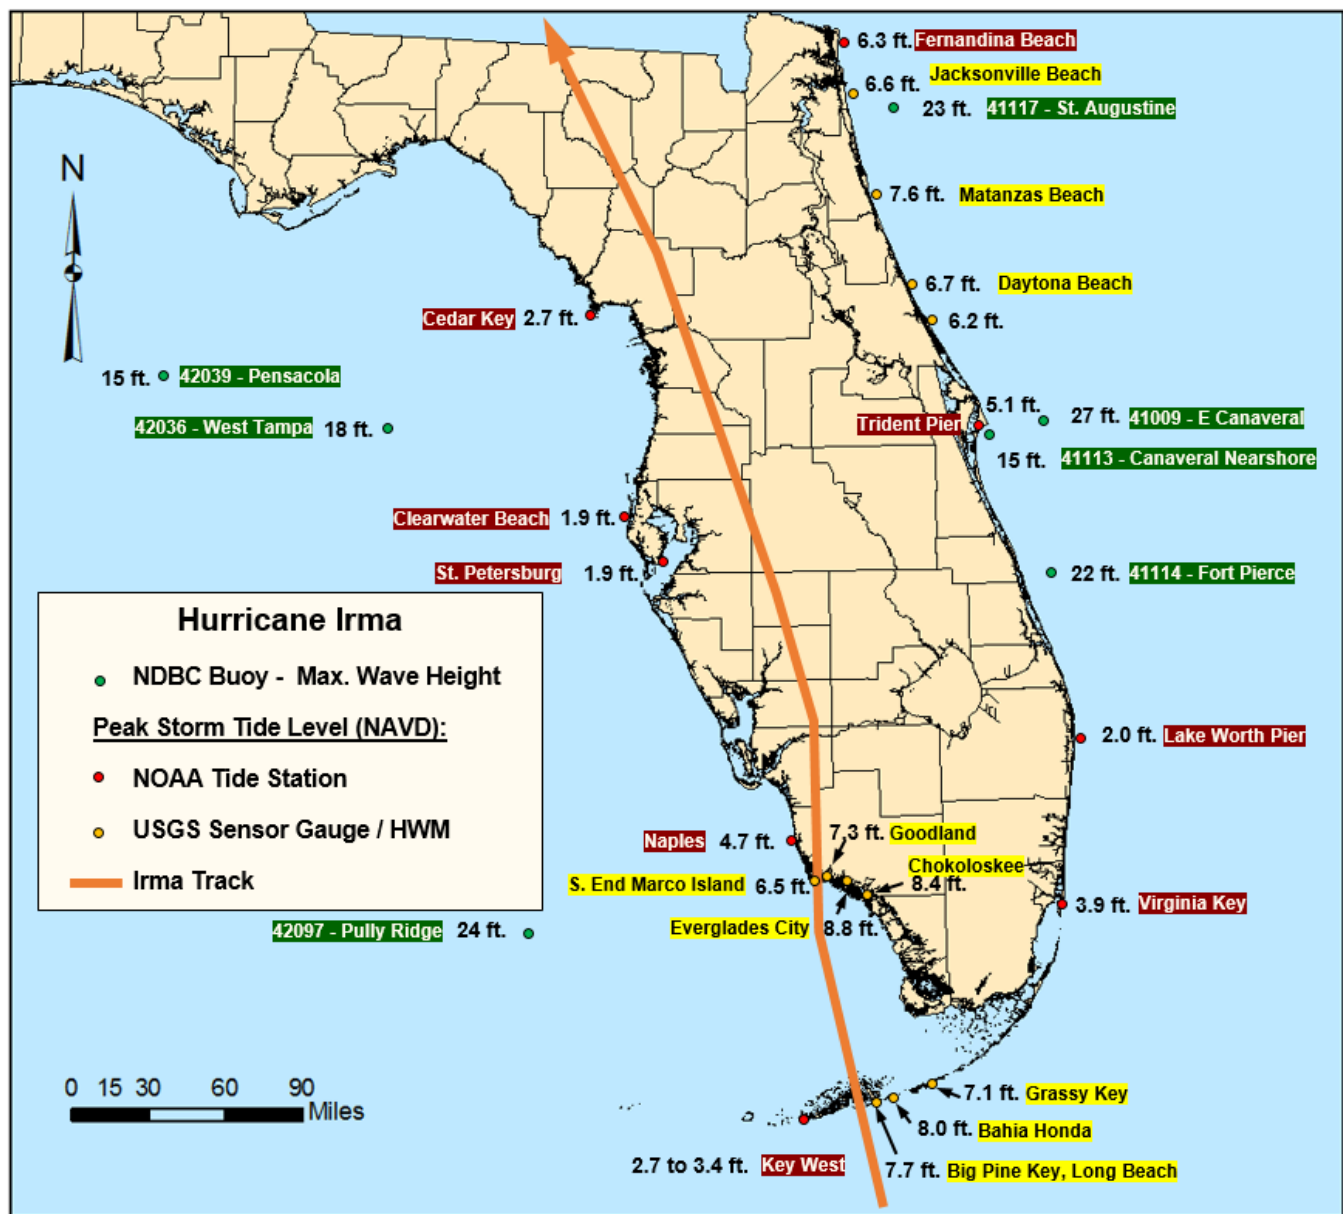 6.3 ft. Fernandina Beach
Jacksonville Beach
6.6 ft.
23 ft. 41117 - St. Augustine
N
7.6 ft. Matanzas Beach
6.7 ft. Daytona Beach
Cedar Key 2.7 ft.
6.2 ft.
15 ft. 42039 - Pensacola
5.1 ft.
42036 - West Tampa 18 ft.
Trident Pier
27 ft. 41009 - E Canaveral
15 ft. 41113 - Canaveral Nearshore
Clearwater Beach 1.9 ft.
St. Petersburg 1.9 ft.
22 ft. 41114 - Fort Pierce
Hurricane Irma
NDBC Buoy - Max. Wave Height
Peak Storm Tide Level (NAVD):
NOAA Tide Station
USGS Sensor Gauge / HWM
Irma Track
2.0 ft. Lake Worth Pier
Naples 4.7 ft.
7.3 ft. Goodland
Chokoloskee
8.4 ft.
S. End Marco Island 6.5 ft.
Everglades City 8.8 ft.
3.9 ft. Virginia Key
42097 - Pully Ridge 24 ft.
0 15 30 60 90
Miles
7.1 ft. Grassy Key
8.0 ft. Bahia Honda
2.7 to 3.4 ft. Key West
7.7 ft. Big Pine Key, Long Beach